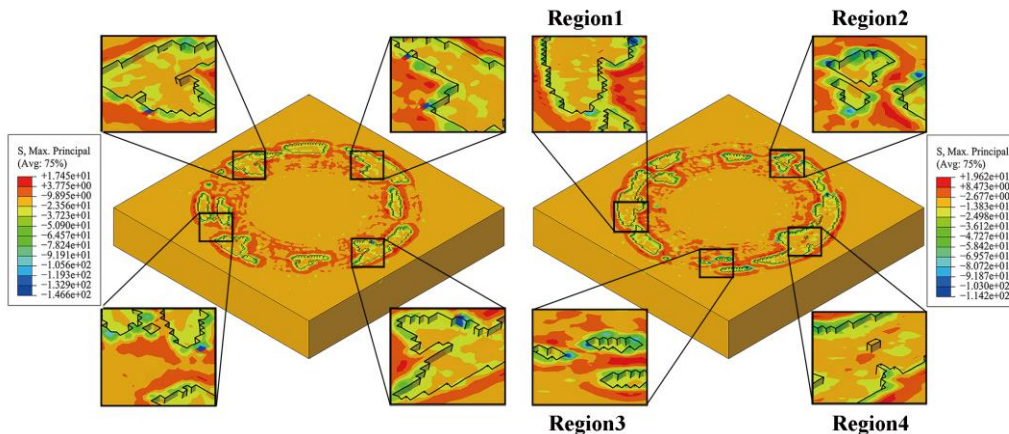 Region1
Region2
S, Max. Principal
(Avg: 75%)
+1.745e+01
+3.775e+00
−9.895e+00
−2.356e+01
−3.723e+01
−5.090e+01
−6.457e+01
−7.824e+01
−9.191e+01
−1.056e+02
−1.193e+02
−1.329e+02
−1.466e+02
S, Max. Principal
(Avg: 75%)
+1.962e+01
+8.473e+00
−2.677e+00
−1.383e+01
−2.498e+01
−3.612e+01
−4.727e+01
−5.842e+01
−6.957e+01
−8.072e+01
−9.187e+01
−1.030e+02
−1.142e+02
Region3
Region4